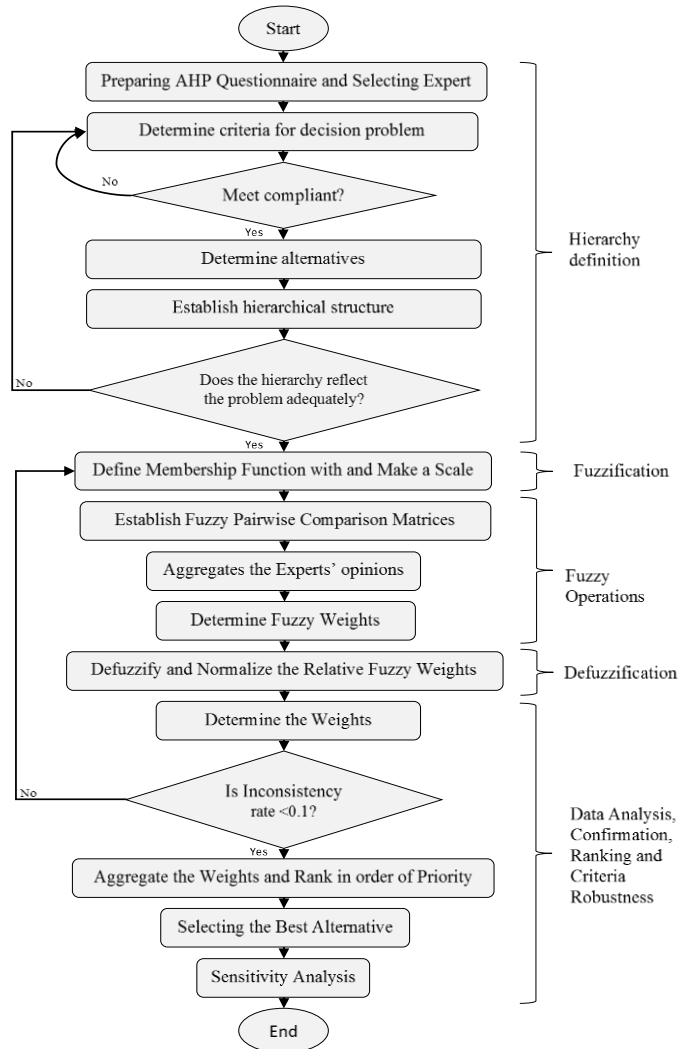 Start
Preparing AHP Questionnaire and Selecting Expert
Determine criteria for decision problem
No
Meet compliant?
Yes
Determine alternatives
Hierarchy
definition
Establish hierarchical structure
No
Does the hierarchy reflect
the problem adequately?
Yes
Define Membership Function with and Make a Scale
Fuzzification
Establish Fuzzy Pairwise Comparison Matrices
Aggregates the Experts’ opinions
Fuzzy
Operations
Determine Fuzzy Weights
Defuzzify and Normalize the Relative Fuzzy Weights
Defuzzification
Determine the Weights
No
Is Inconsistency
rate <0.1?
Yes
Data Analysis,
Confirmation,
Ranking and
Criteria
Robustness
Aggregate the Weights and Rank in order of Priority
Selecting the Best Alternative
Sensitivity Analysis
End